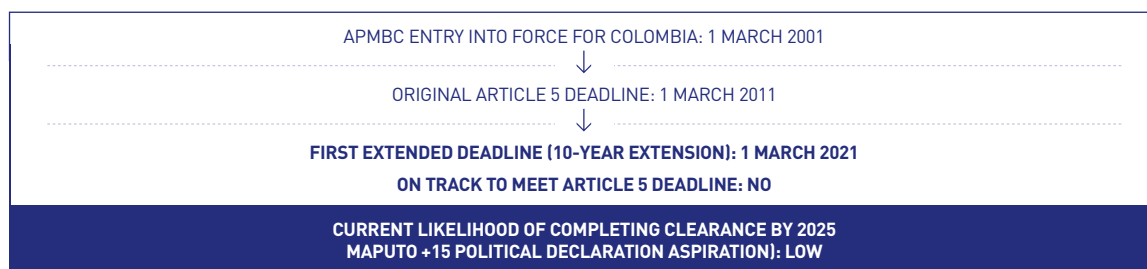 APMBC ENTRY INTO FORCE FOR COLOMBIA: 1 MARCH 2001
ORIGINAL ARTICLE 5 DEADLINE: 1 MARCH 2011
FIRST EXTENDED DEADLINE (10-YEAR EXTENSION): 1 MARCH 2021
ON TRACK TO MEET ARTICLE 5 DEADLINE: NO
CURRENT LIKELIHOOD OF COMPLETING CLEARANCE BY 2025
MAPUTO +15 POLITICAL DECLARATION ASPIRATION): LOW